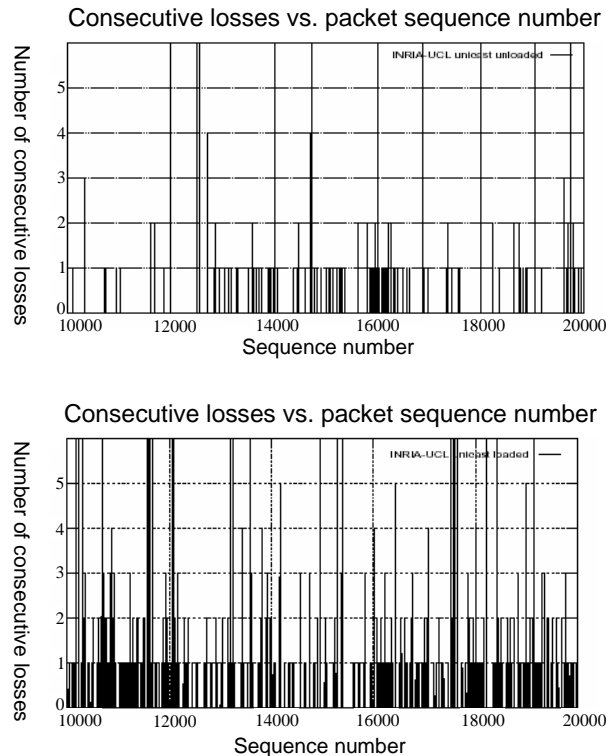 Consecutive losses vs. packet sequence number
Number of consecutive losses
INRIA-UCL unicast unloaded
5
4
3
2
1
0
10000 12000 14000 16000 18000 20000
Sequence number
Consecutive losses vs. packet sequence number
Number of consecutive losses
INRIA-UCL unicast loaded
5
4
3
2
1
0
10000 12000 14000 16000 18000 20000
Sequence number